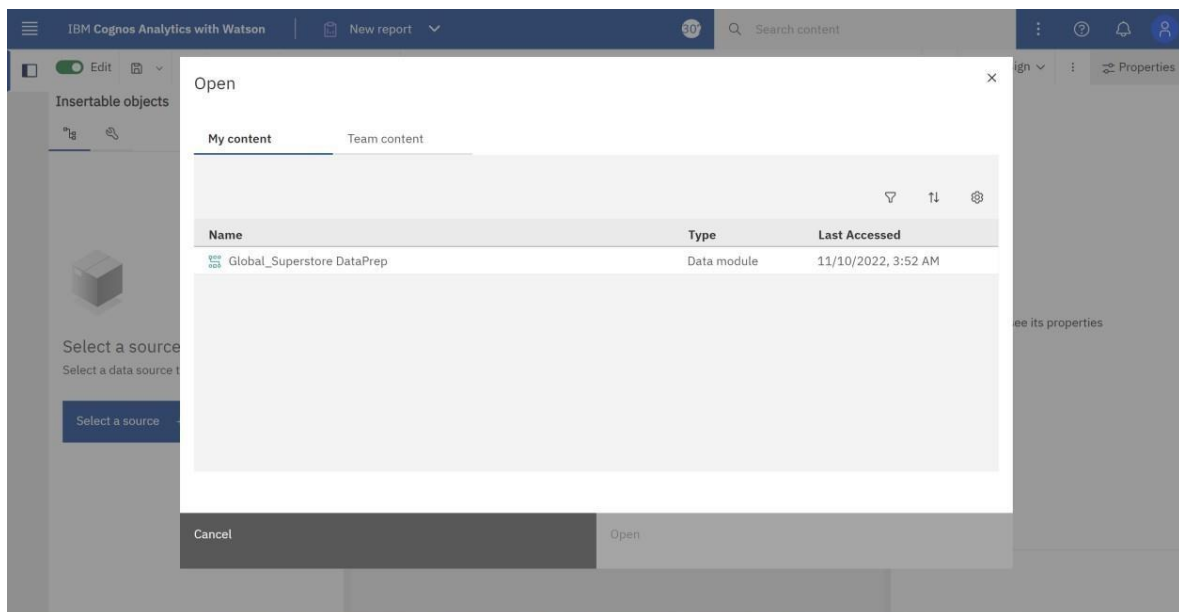 IBM Cognos Analytics with Watson
New report
Search content
Edit
ign
Properties
Insertable objects
Open
My content
Team content
Name Type Last Accessed
Global_Superstore DataPrep Data module 11/10/2022, 3:52 AM
Select a source
Select a data source t
Select a source
ee its properties
Cancel
Open